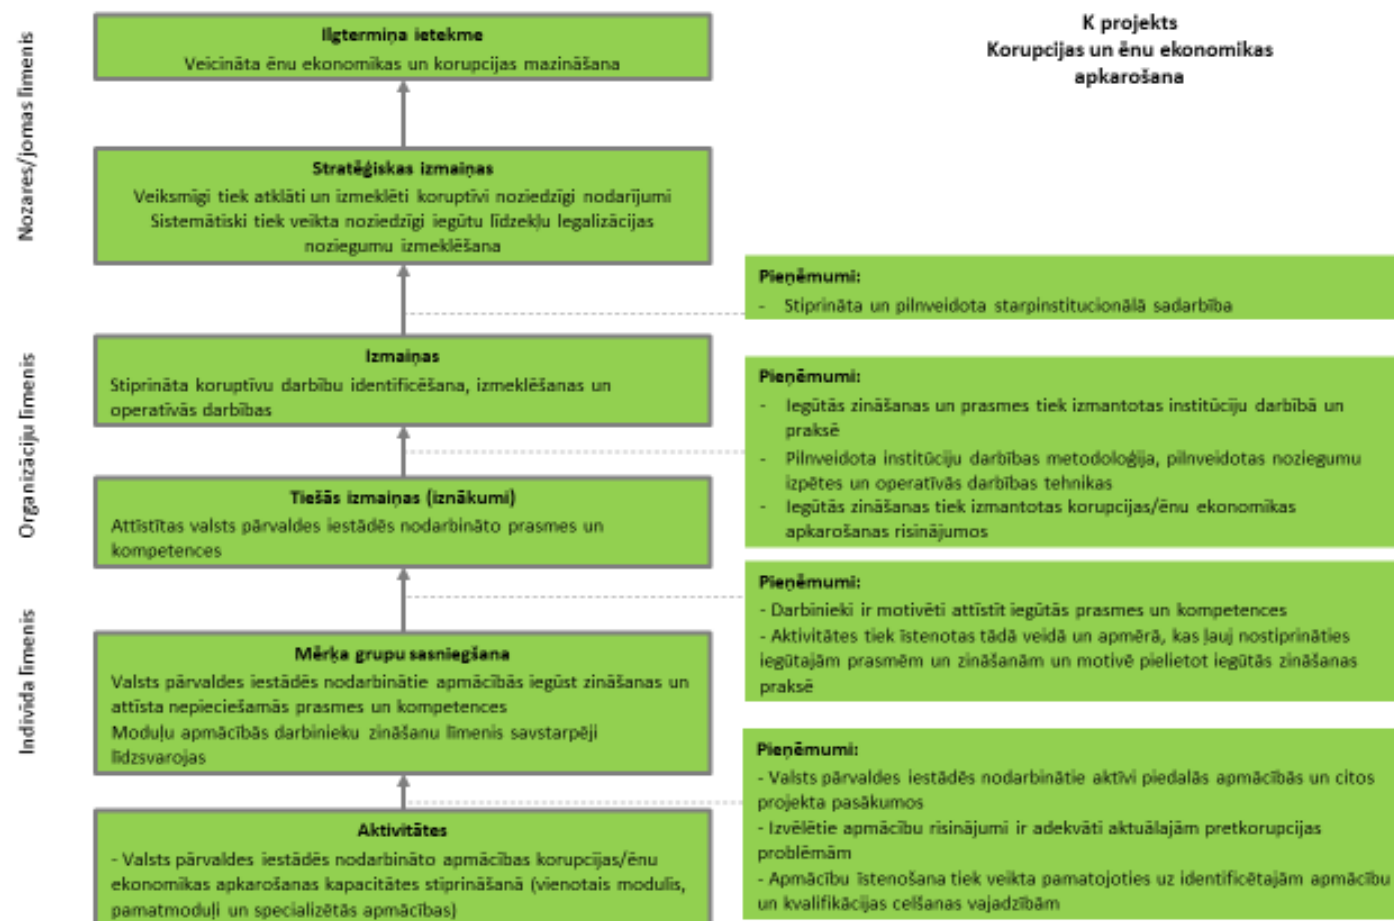 K projekts
Korupcijas un ēnu ekonomikas
apkarošana
Nozares/jomas līmenis
Ilgtermiņa ietekme
Veicināta ēnu ekonomikas un korupcijas mazināšana
Stratēģiskas izmaiņas
Veiksmīgi tiek atklāti un izmeklēti koruptīvi noziedzīgi nodarījumi
Sistemātiski tiek veikta noziedzīgi iegūtu līdzekļu legalizācijas
noziegumu izmeklēšana
Pieņēmumi:
- Stiprināta un pilnveidota starpinstitucionālā sadarbība
Organizāciju līmenis
Izmaiņas
Stiprināta koruptīvu darbību identificēšana, izmeklēšanas un
operatīvās darbības
Pieņēmumi:
- Iegūtās zināšanas un prasmes tiek izmantotas institūciju darbībā un
praksē
- Pilnveidota institūciju darbības metodoloģija, pilnveidotas noziegumu
izpētes un operatīvās darbības tehnikas
- Iegūtās zināšanas tiek izmantotas korupcijas/ēnu ekonomikas
apkarošanas risinājumos
Tiešās izmaiņas (iznākumi)
Attīstītas valsts pārvaldes iestādēs nodarbināto prasmes un
kompetences
Pieņēmumi:
- Darbinieki ir motivēti attīstīt iegūtās prasmes un kompetences
- Aktivitātes tiek īstenotas tādā veidā un apmērā, kas ļauj nostiprināties
iegūtajām prasmēm un zināšanām un motivē pielietot iegūtās zināšanas
praksē
Indivīda līmenis
Mērķa grupu sasniegšana
Valsts pārvaldes iestādēs nodarbinātie apmācībās iegūst zināšanas un
attīsta nepieciešamās prasmes un kompetences
Moduļu apmācībās darbinieku zināšanu līmenis savstarpēji
līdzsvarojas
Pieņēmumi:
- Valsts pārvaldes iestādēs nodarbinātie aktīvi piedalās apmācībās un citos
projekta pasākumos
- Izvēlētie apmācību risinājumi ir adekvāti aktuālajām pretkorupcijas
problēmām
- Apmācību īstenošana tiek veikta pamatojoties uz identificētajām apmācību
un kvalifikācijas celšanas vajadzībām
Aktivitātes
- Valsts pārvaldes iestādēs nodarbināto apmācības korupcijas/ēnu
ekonomikas apkarošanas kapacitātes stiprināšanā (vienotais modulis,
pamatmoduļi un specializētās apmācības)